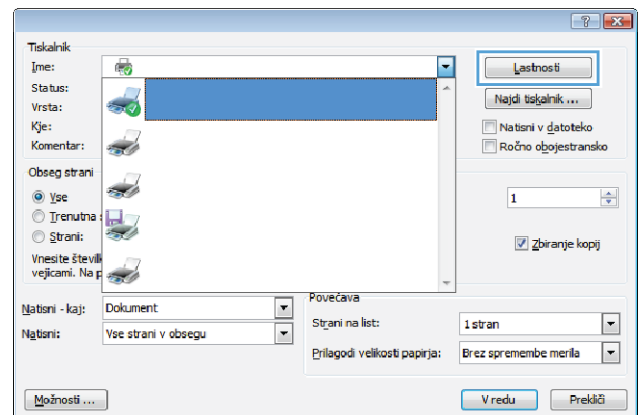 Tiskalnik
Ime:
Lastnosti
Status:
Najdi tiskalnik ...
Vrsta:
Kje:
Natisni v datoteko
Komentar:
Ročno obojestransko
Obseg strani
Vse
1
Trenutna
Strani:
Zbiranje kopij
Vnesite števil
vejicami. Na p
Natisni - kaj: Dokument
Natisni: Vse strani v obsegu
Povečava
Strani na list: 1 stran
Prilagodi velikosti papirja: Brez spremembe merila
Možnosti ...
V redu
Prekliči